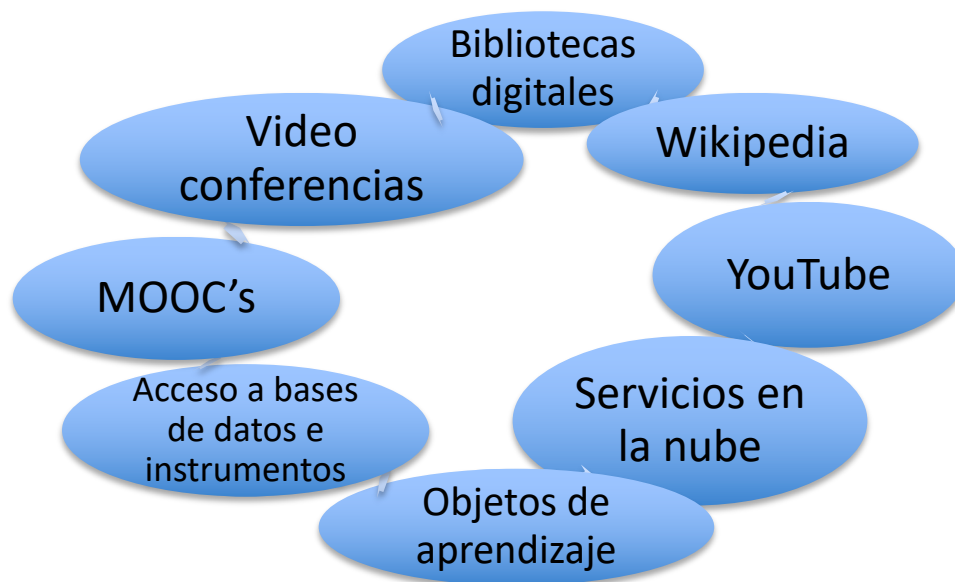 Bibliotecas
digitales
Wikipedia
YouTube
Servicios en
la nube
Objetos de
aprendizaje
Acceso a bases
de datos e
instrumentos
MOOC’s
Video
conferencias